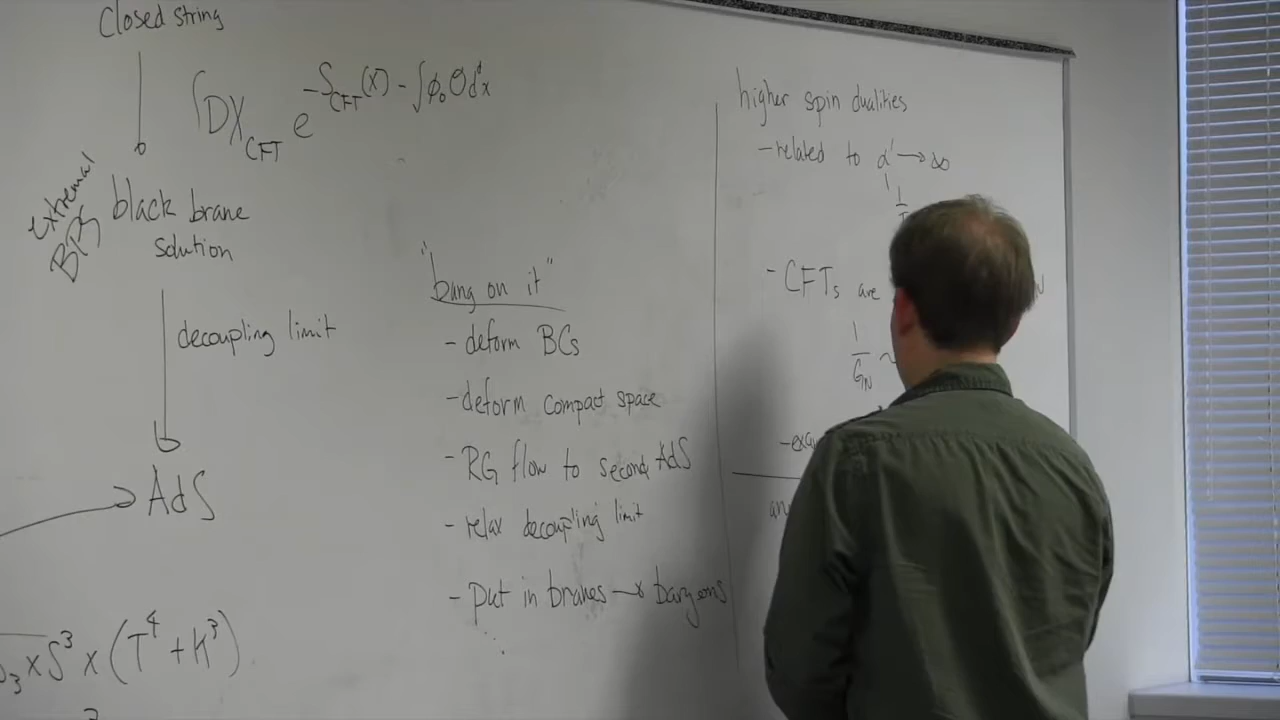 Closed string
∫DX_CFT e^{-S_CFT(X) - ∫ϕ₀ O d^dx}
extremal
BPS
black brane
solution
decoupling limit
AdS
₃ x S³ x (T⁴ + K³)
"bang on it"
- deform BCs
- deform compact space
- RG flow to second AdS
- relax decoupling limit
- put in branes → baryons
higher spin dualities
- related to α' → ∞
- CFTs are
1/G_N ~